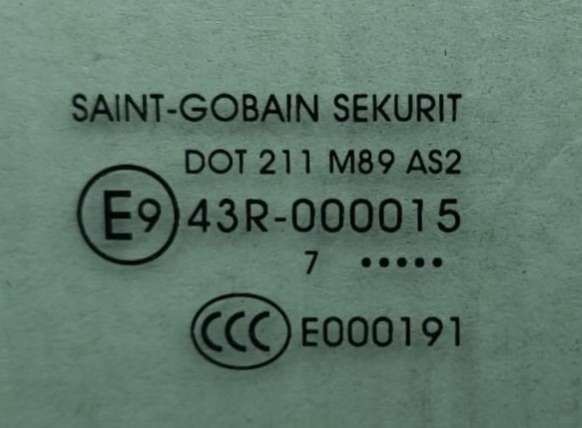 SAINT-GOBAIN SEKURIT
DOT 211 M89 AS2
E9 43R-000015
7 •••••
CCC E000191